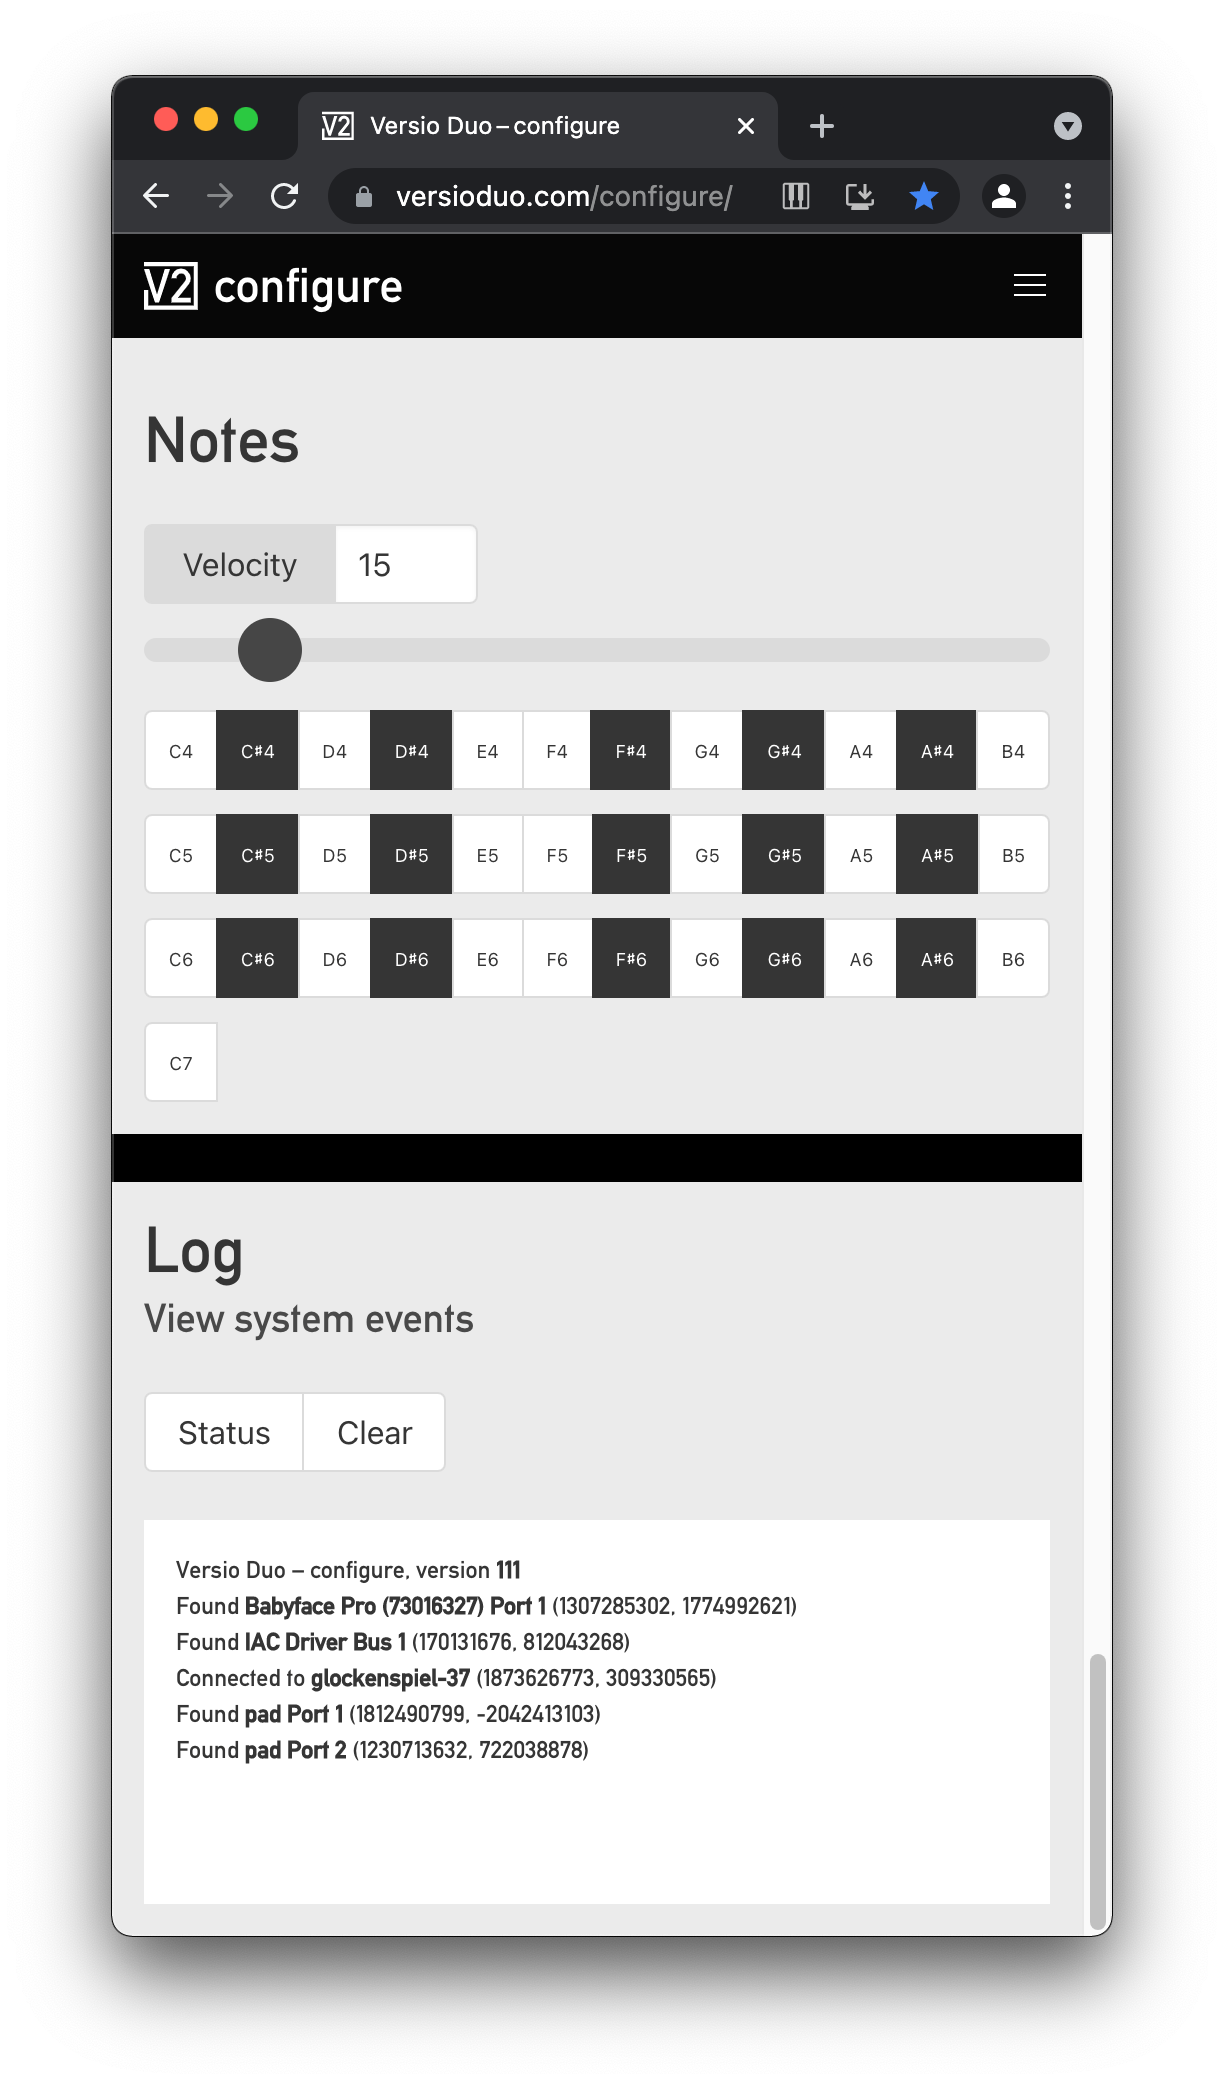 V2 Versio Duo – configure
versioduo.com/configure/
V2 configure
Notes
Velocity 15
C4 C#4 D4 D#4 E4 F4 F#4 G4 G#4 A4 A#4 B4
C5 C#5 D5 D#5 E5 F5 F#5 G5 G#5 A5 A#5 B5
C6 C#6 D6 D#6 E6 F6 F#6 G6 G#6 A6 A#6 B6
C7
Log
View system events
Status Clear
Versio Duo – configure, version 111
Found Babyface Pro (73016327) Port 1 (1307285302, 1774992621)
Found IAC Driver Bus 1 (170131676, 812043268)
Connected to glockenspiel-37 (1873626773, 309330565)
Found pad Port 1 (1812490799, -2042413103)
Found pad Port 2 (1230713632, 722038878)